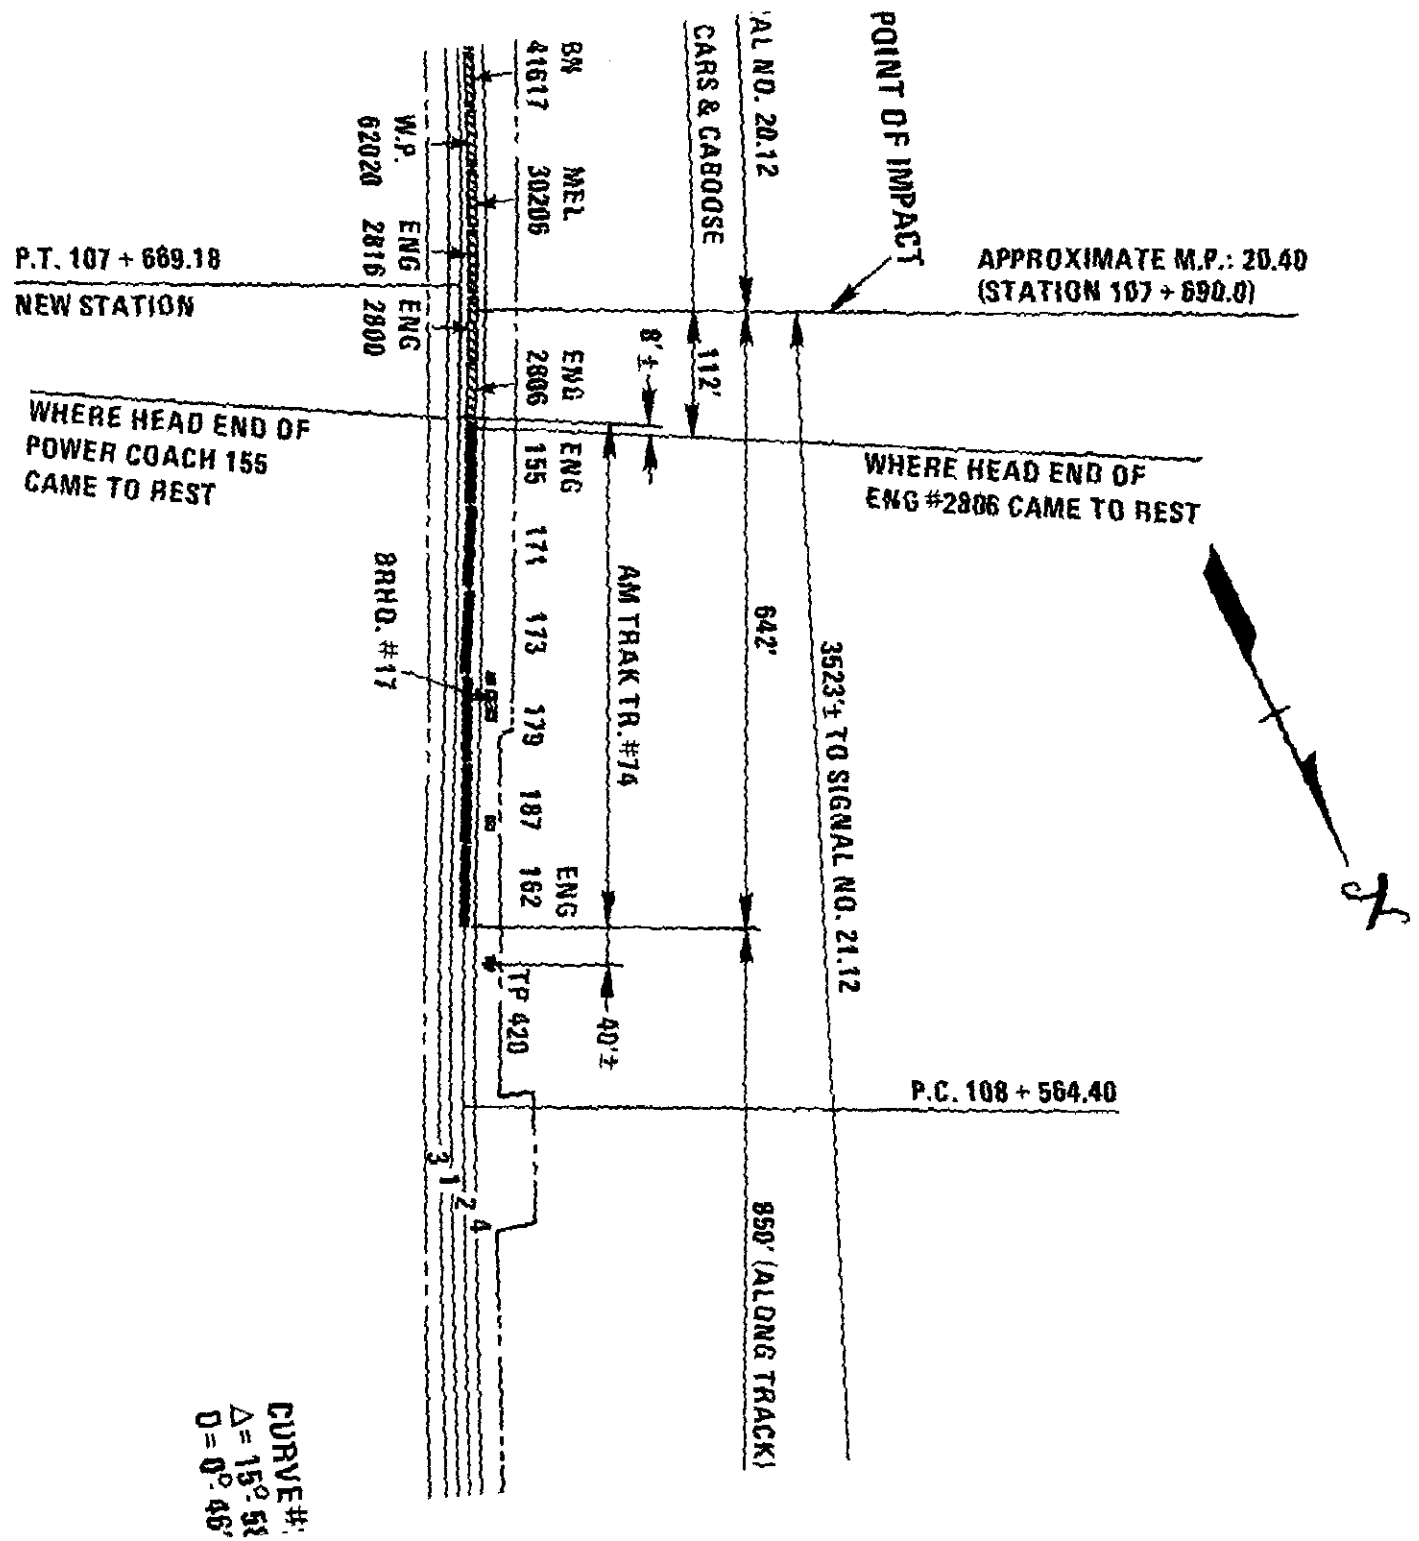 POINT OF IMPACT
AL NO. 20.12
CARS & CABOOSE
BN
41617
MEL
30206
W.P.
62020
ENG
2816
ENG
2800
P.T. 107 + 669.18
NEW STATION
APPROXIMATE M.P.: 20.40
(STATION 107 + 690.0)
8'±
112'
ENG
2806
WHERE HEAD END OF
POWER COACH 155
CAME TO REST
WHERE HEAD END OF
ENG #2806 CAME TO REST
ENG
155
171
173
179
187
ENG
162
BRHD. #17
AM TRAK TR. #74
642'
3523'± TO SIGNAL NO. 21.12
TP 420
40'±
P.C. 108 + 564.40
850' (ALONG TRACK)
3
1
2
4
CURVE #
Δ = 15°-5
D = 0°-46'